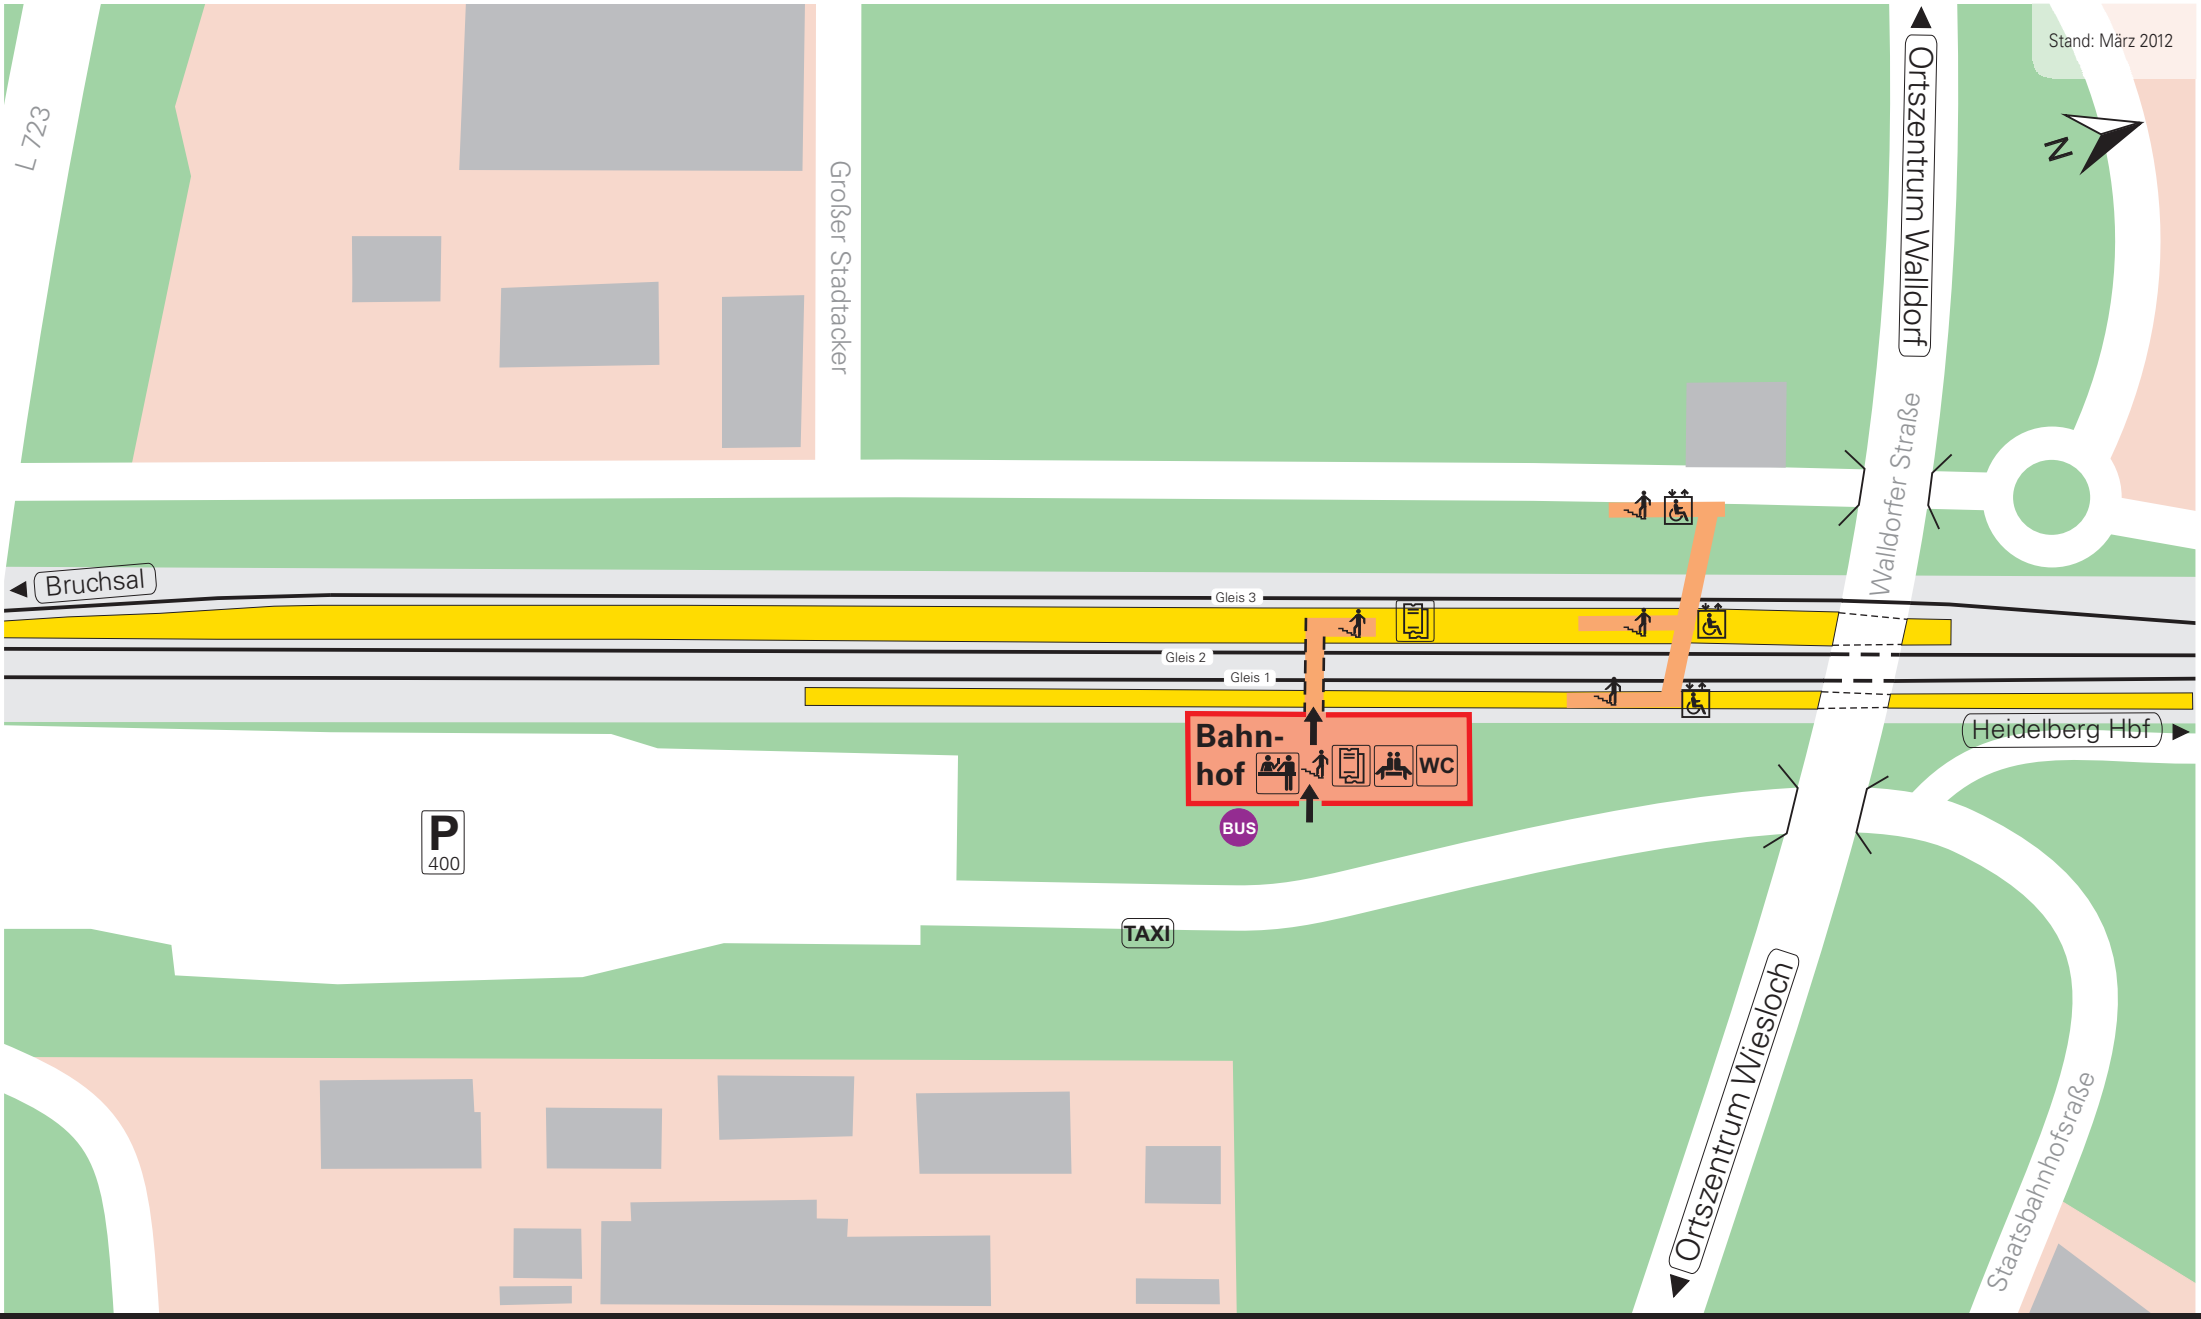 Stand: März 2012
L 723
Großer Stadtacker
Ortszentrum Walldorf
N
Walldorfer Straße
Bruchsal
Gleis 3
Gleis 2
Gleis 1
Heidelberg Hbf
Bahn-
hof
WC
BUS
P
400
TAXI
Ortszentrum Wiesloch
Staatsbahnhofsraße